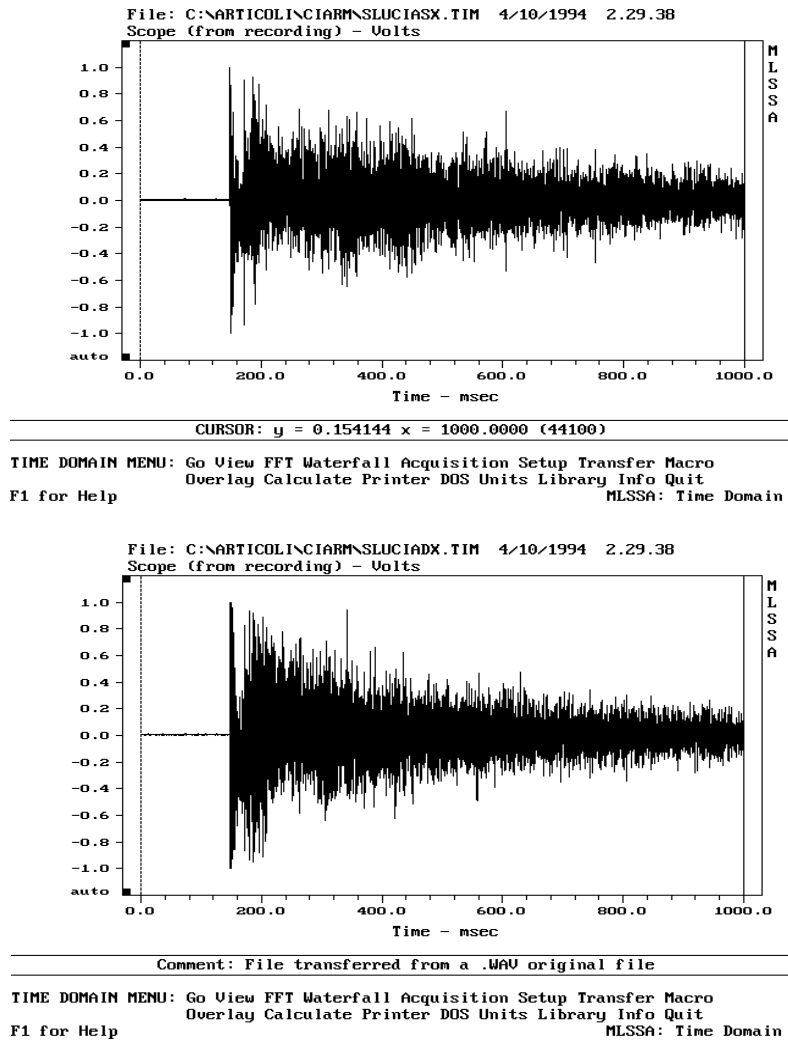 File: C:\ARTICOLI\CIARM\SLUCIASX.TIM 4/10/1994 2.29.38
Scope (from recording) - Volts
MLSSA
1.0
0.8
0.6
0.4
0.2
0.0
-0.2
-0.4
-0.6
-0.8
-1.0
auto
0.0 200.0 400.0 600.0 800.0 1000.0
Time - msec
CURSOR: y = 0.154144 x = 1000.0000 (44100)
TIME DOMAIN MENU: Go View FFT Waterfall Acquisition Setup Transfer Macro
Overlay Calculate Printer DOS Units Library Info Quit
F1 for Help MLSSA: Time Domain
File: C:\ARTICOLI\CIARM\SLUCIADX.TIM 4/10/1994 2.29.38
Scope (from recording) - Volts
MLSSA
1.0
0.8
0.6
0.4
0.2
0.0
-0.2
-0.4
-0.6
-0.8
-1.0
auto
0.0 200.0 400.0 600.0 800.0 1000.0
Time - msec
Comment: File transferred from a .WAV original file
TIME DOMAIN MENU: Go View FFT Waterfall Acquisition Setup Transfer Macro
Overlay Calculate Printer DOS Units Library Info Quit
F1 for Help MLSSA: Time Domain